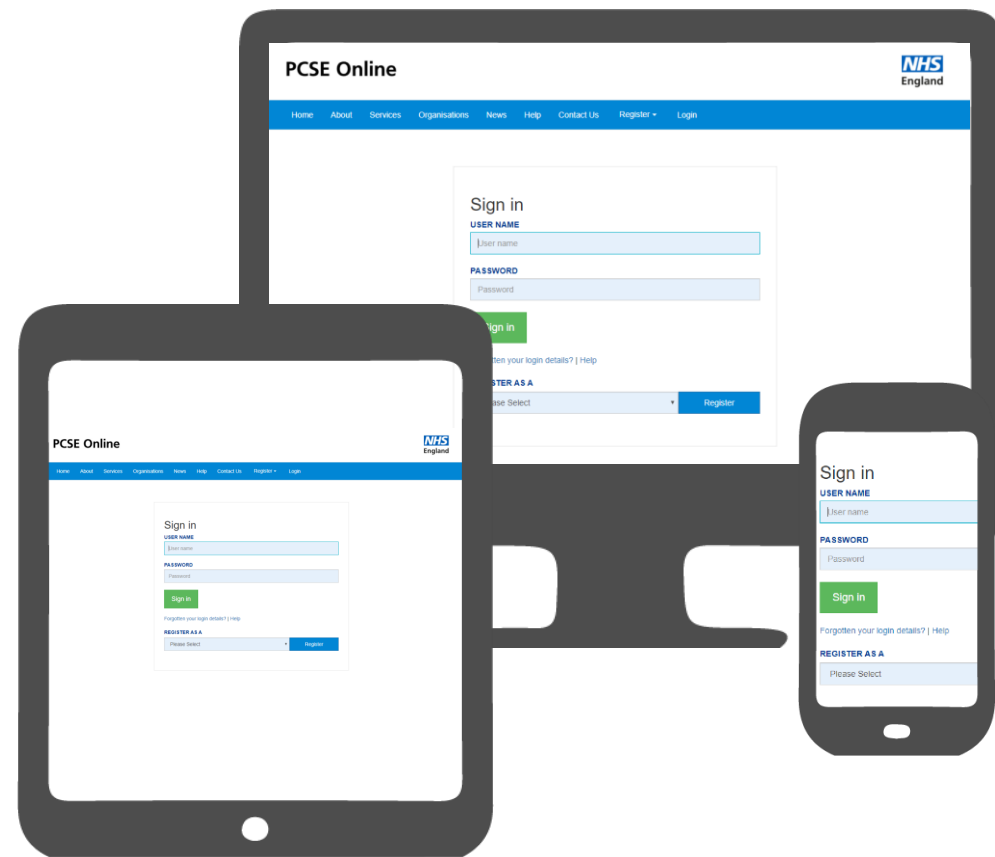 PCSE Online
NHS
England
Home About Services Organisations News Help Contact Us Register Login
Sign in
USER NAME
User name
PASSWORD
Password
ign in
ten your login details? | Help
STER AS A
ase Select Register
PCSE Online
NHS
England
Home About Services Organisations News Help Contact Us Register Login
Sign in
USER NAME
User name
PASSWORD
Password
Sign in
Forgotten your login details? | Help
REGISTER AS A
Please Select Register
Sign in
USER NAME
User name
PASSWORD
Password
Sign in
Forgotten your login details? | Help
REGISTER AS A
Please Select